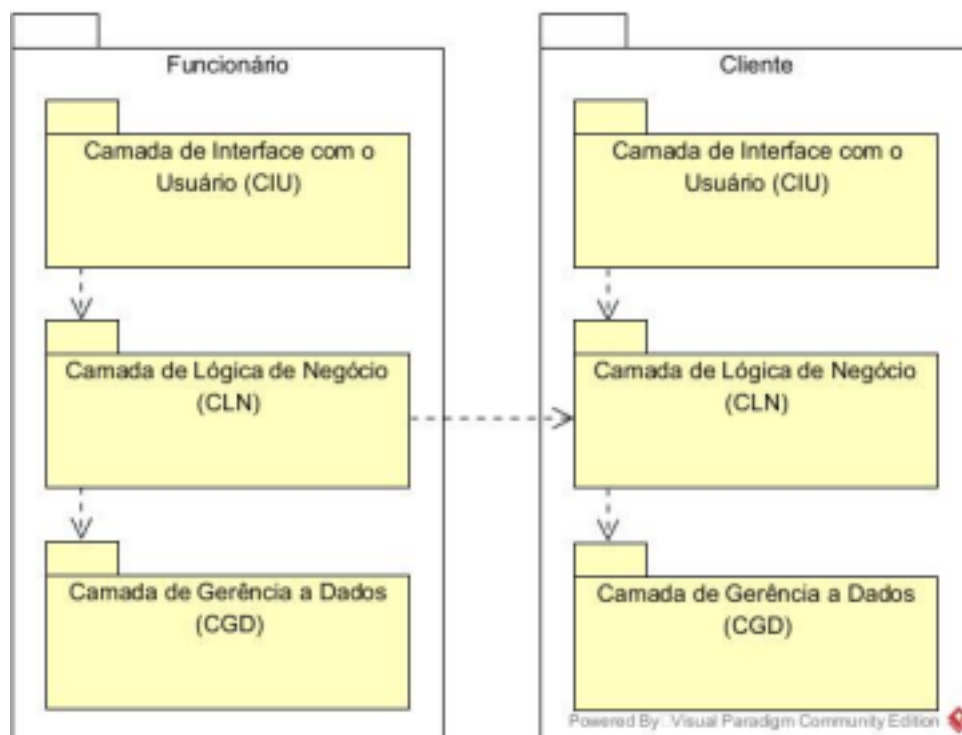 Funcionário
Camada de Interface com o
Usuário (CIU)
Camada de Lógica de Negócio
(CLN)
Camada de Gerência a Dados
(CGD)
Cliente
Camada de Interface com o
Usuário (CIU)
Camada de Lógica de Negócio
(CLN)
Camada de Gerência a Dados
(CGD)
Powered By Visual Paradigm Community Edition